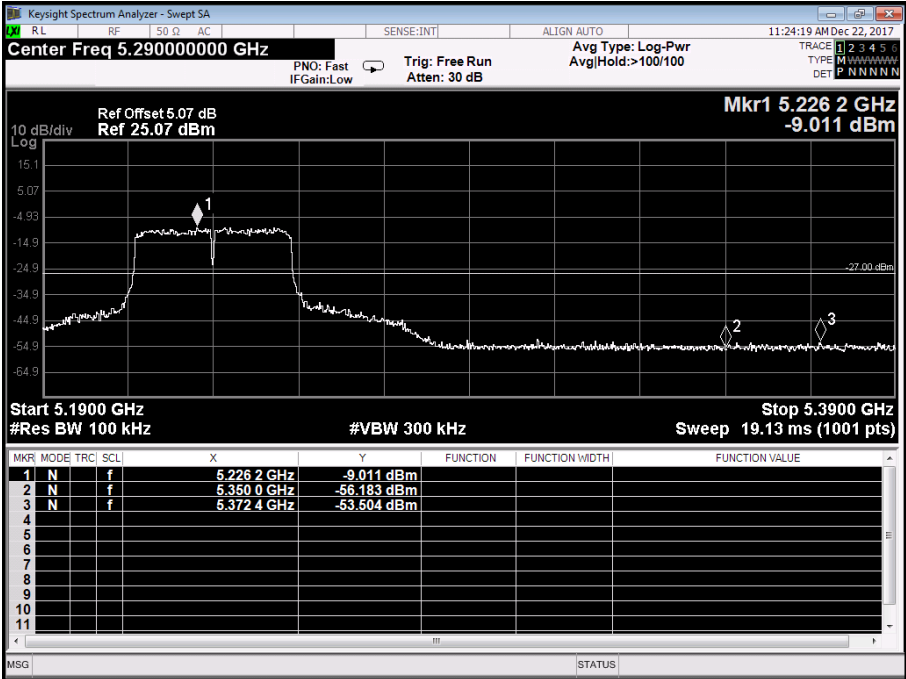 Keysight Spectrum Analyzer - Swept SA
LXI RL RF 50 Ω AC SENSE:INT ALIGN AUTO 11:24:19 AM Dec 22, 2017
Center Freq 5.290000000 GHz
PNO: Fast
IFGain:Low
Trig: Free Run
Atten: 30 dB
Avg Type: Log-Pwr
Avg|Hold:>100/100
TRACE 1 2 3 4 5 6
TYPE M WWWWW
DET P N N N N N
Ref Offset 5.07 dB
10 dB/div Ref 25.07 dBm
Log
Mkr1 5.226 2 GHz
-9.011 dBm
15.1
5.07
-4.93
-14.9
-24.9
-34.9
-44.9
-54.9
-64.9
1
-27.00 dBm
2
3
Start 5.1900 GHz Stop 5.3900 GHz
#Res BW 100 kHz #VBW 300 kHz Sweep 19.13 ms (1001 pts)
MKR MODE TRC SCL X Y FUNCTION FUNCTION WIDTH FUNCTION VALUE
1 N f 5.226 2 GHz -9.011 dBm
2 N f 5.350 0 GHz -56.183 dBm
3 N f 5.372 4 GHz -53.504 dBm
4
5
6
7
8
9
10
11
MSG STATUS